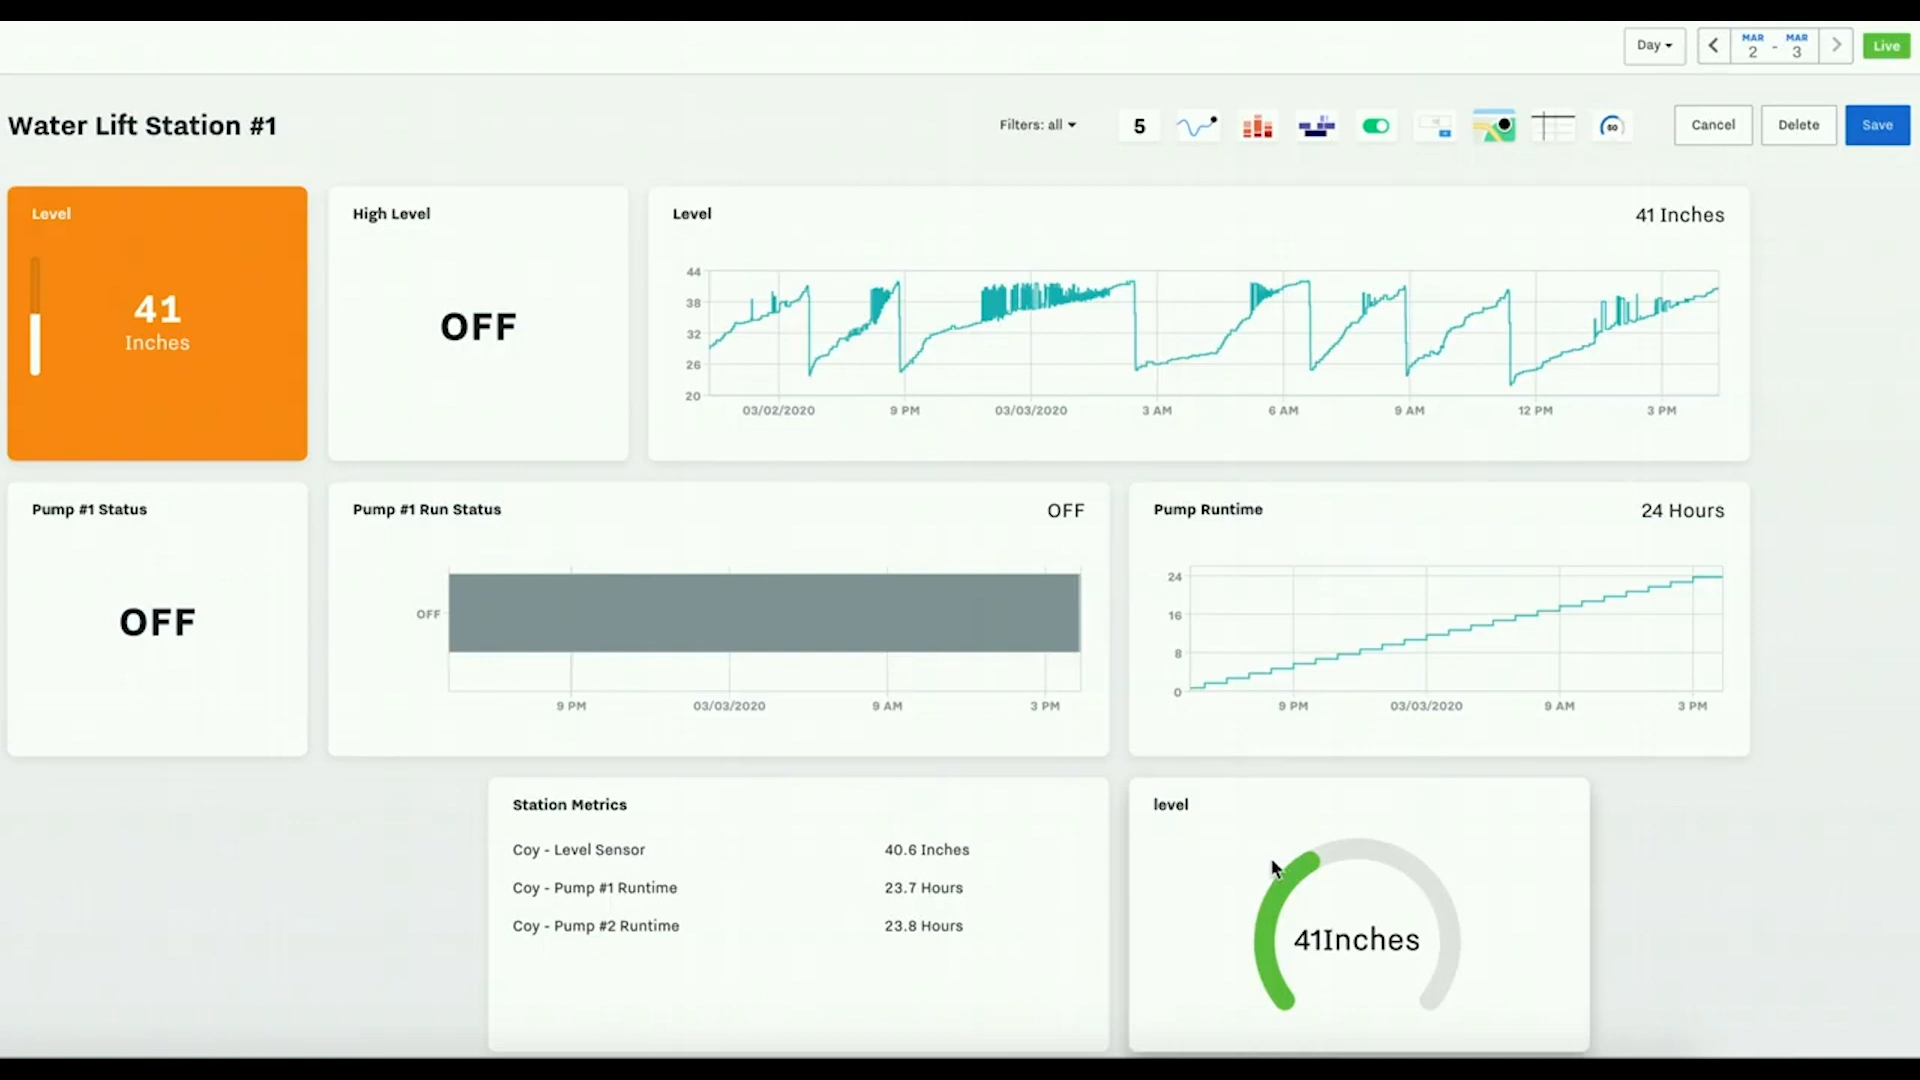 Day
MAR 2 - MAR 3
Live
Water Lift Station #1
Filters: all
5
50
Cancel
Delete
Save
Level
41
Inches
High Level
OFF
Level
41 Inches
44
38
32
26
20
03/02/2020
9 PM
03/03/2020
3 AM
6 AM
9 AM
12 PM
3 PM
Pump #1 Status
OFF
Pump #1 Run Status
OFF
OFF
9 PM
03/03/2020
9 AM
3 PM
Pump Runtime
24 Hours
24
16
8
0
9 PM
03/03/2020
9 AM
3 PM
Station Metrics
Coy - Level Sensor 40.6 Inches
Coy - Pump #1 Runtime 23.7 Hours
Coy - Pump #2 Runtime 23.8 Hours
level
41Inches